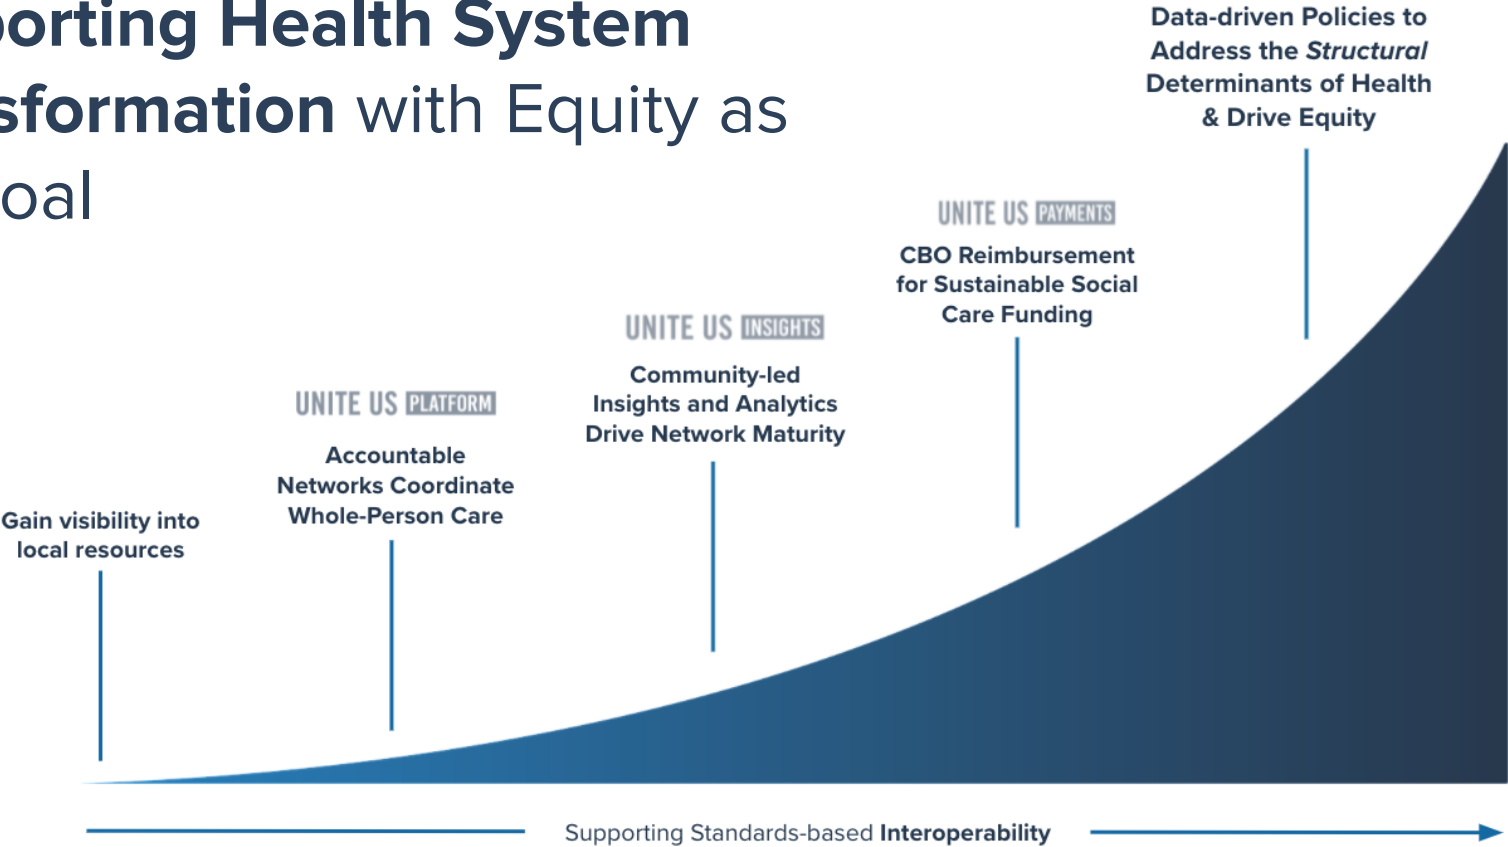 porting Health System
sformation with Equity as
oal
Data-driven Policies to
Address the Structural
Determinants of Health
& Drive Equity
UNITE US PAYMENTS
CBO Reimbursement
for Sustainable Social
Care Funding
UNITE US INSIGHTS
Community-led
Insights and Analytics
Drive Network Maturity
UNITE US PLATFORM
Accountable
Networks Coordinate
Whole-Person Care
Gain visibility into
local resources
Supporting Standards-based Interoperability